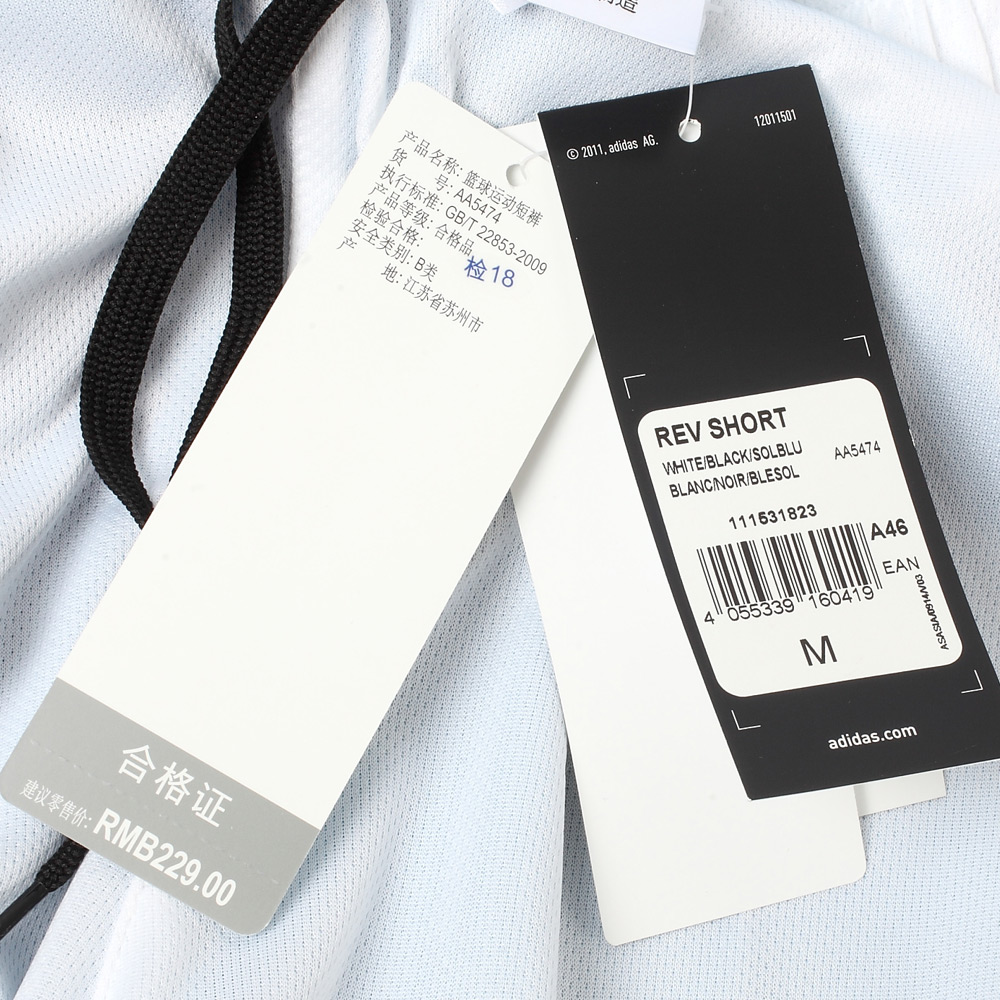 产品名称: 篮球运动短裤
货 号: AA5474
执行标准: GB/T 22853-2009
产品等级: 合格品
检验合格: 检18
安全类别: B类
产 地: 江苏省苏州市
合格证
建议零售价: RMB229.00
© 2011, adidas AG.
12011501
REV SHORT
WHITE/BLACK/SOLBLU AA5474
BLANC/NOIR/BLESOL
111531823
A46
EAN
4 055339 160419
M
adidas.com